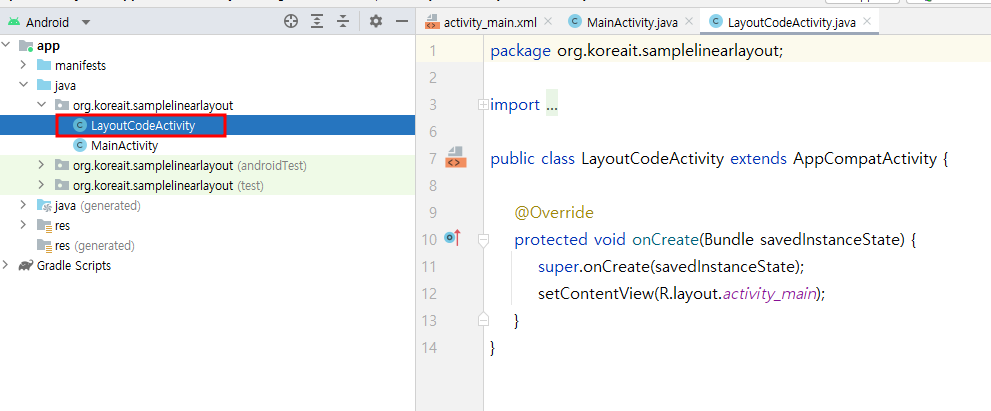 Android
app
manifests
java
org.koreait.samplelinearlayout
LayoutCodeActivity
MainActivity
org.koreait.samplelinearlayout (androidTest)
org.koreait.samplelinearlayout (test)
java (generated)
res
res (generated)
Gradle Scripts
activity_main.xml MainActivity.java LayoutCodeActivity.java
1 package org.koreait.samplelinearlayout;
2
3 import ...
6
7 public class LayoutCodeActivity extends AppCompatActivity {
8
9 @Override
10 protected void onCreate(Bundle savedInstanceState) {
11 super.onCreate(savedInstanceState);
12 setContentView(R.layout.activity_main);
13 }
14 }